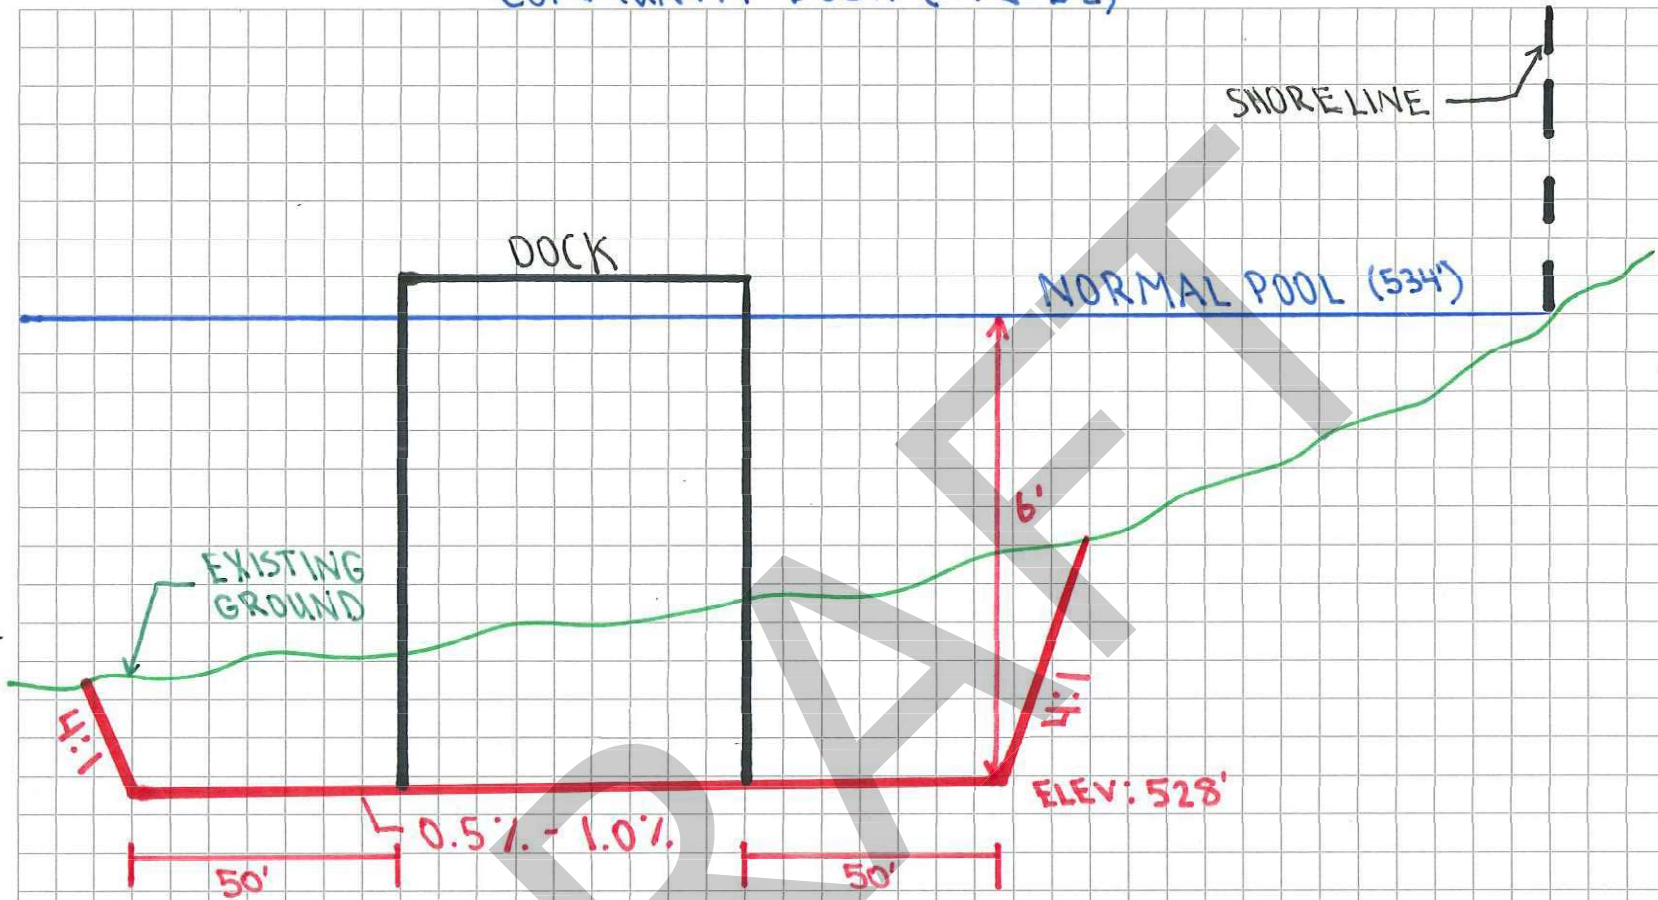 SHORELINE
DOCK
NORMAL POOL (534')
6'
EXISTING
GROUND
4:1
4:1
ELEV: 528'
0.5% - 1.0%
50'
50'
DRAFT